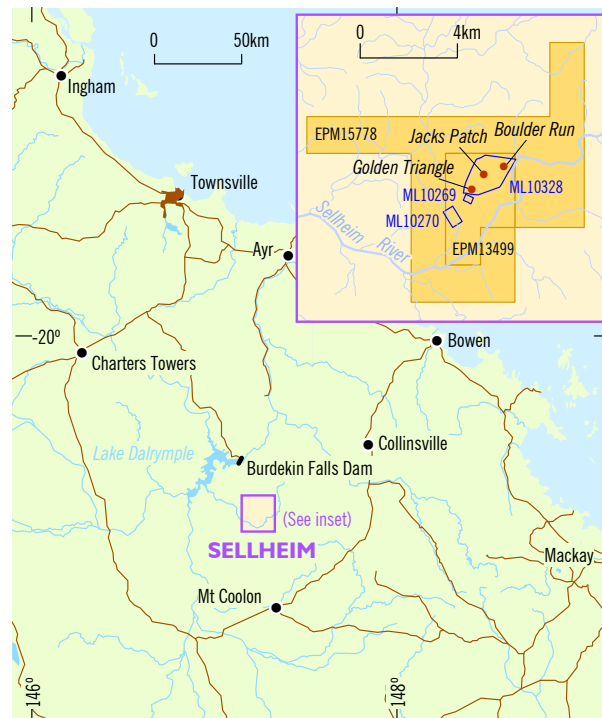 0 50km
Ingham
Townsville
Ayr
0 4km
EPM15778
Jacks Patch
Boulder Run
Golden Triangle
ML10269
ML10328
ML10270
Sellheim River
EPM13499
-20º
Charters Towers
Bowen
Collinsville
Lake Dalrymple
Burdekin Falls Dam
(See inset)
SELLHEIM
Mackay
Mt Coolon
146º
148º